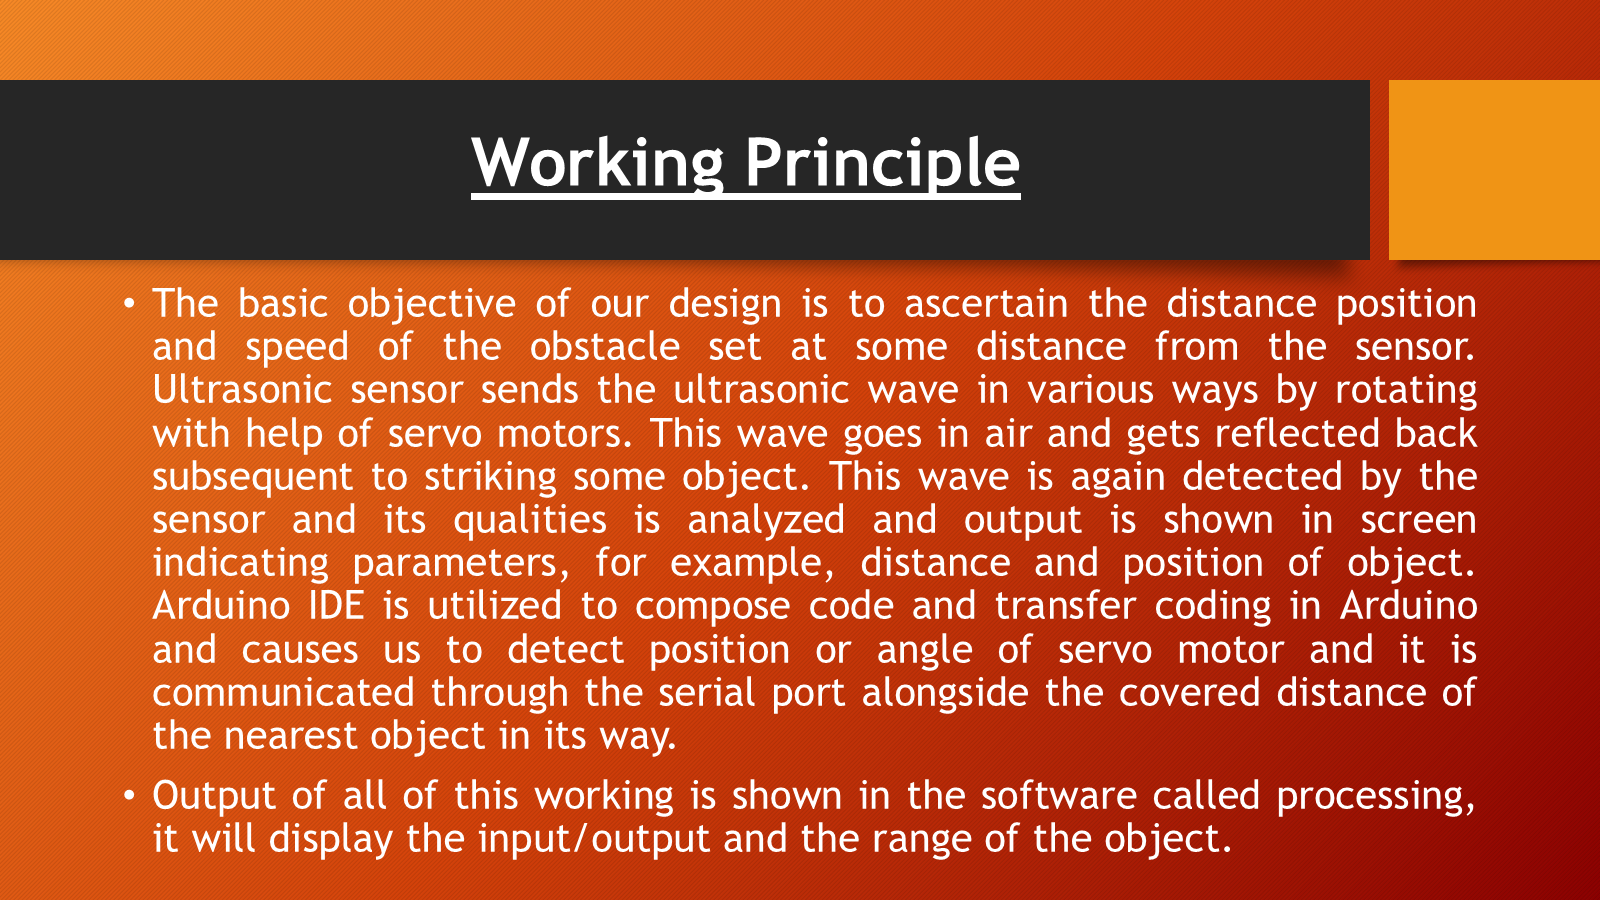 Working Principle
• The basic objective of our design is to ascertain the distance position
and speed of the obstacle set at some distance from the sensor.
Ultrasonic sensor sends the ultrasonic wave in various ways by rotating
with help of servo motors. This wave goes in air and gets reflected back
subsequent to striking some object. This wave is again detected by the
sensor and its qualities is analyzed and output is shown in screen
indicating parameters, for example, distance and position of object.
Arduino IDE is utilized to compose code and transfer coding in Arduino
and causes us to detect position or angle of servo motor and it is
communicated through the serial port alongside the covered distance of
the nearest object in its way.
• Output of all of this working is shown in the software called processing,
it will display the input/output and the range of the object.